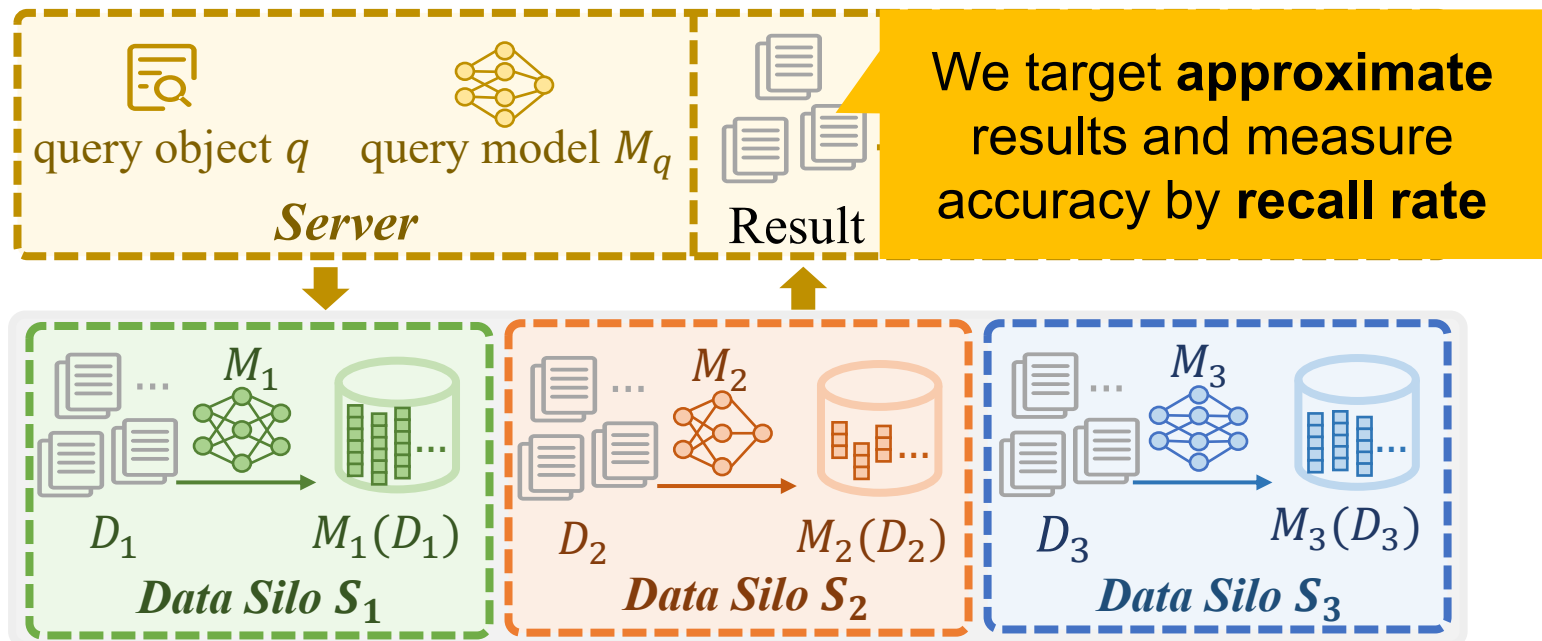 We target approximate
results and measure
accuracy by recall rate
query object q
query model M_q
Server
Result
M_1
...
D_1
M_1(D_1)
...
Data Silo S_1
M_2
...
D_2
M_2(D_2)
...
Data Silo S_2
M_3
...
D_3
M_3(D_3)
...
Data Silo S_3